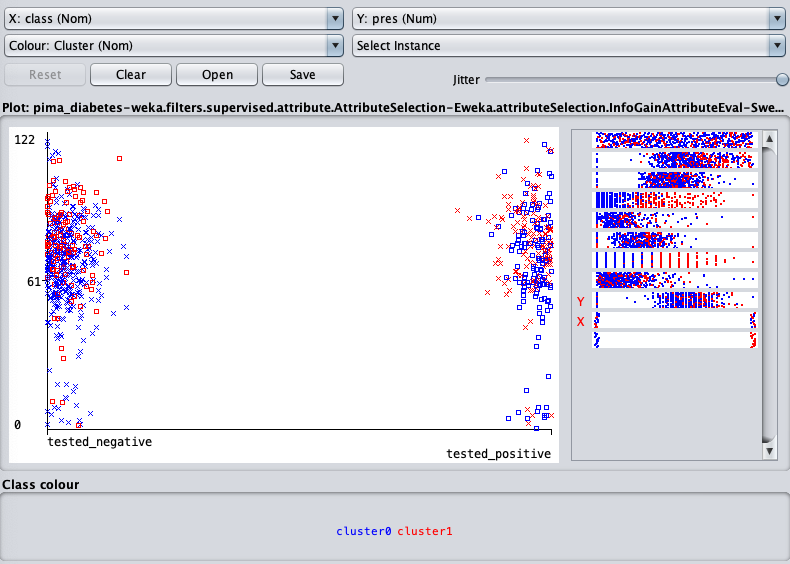 X: class (Nom) Y: pres (Num)
Colour: Cluster (Nom) Select Instance
Reset Clear Open Save Jitter
Plot: pima_diabetes-weka.filters.supervised.attribute.AttributeSelection-Eweka.attributeSelection.InfoGainAttributeEval-Swe...
122
61
0
tested_negative
tested_positive
Y
X
Class colour
cluster0 cluster1